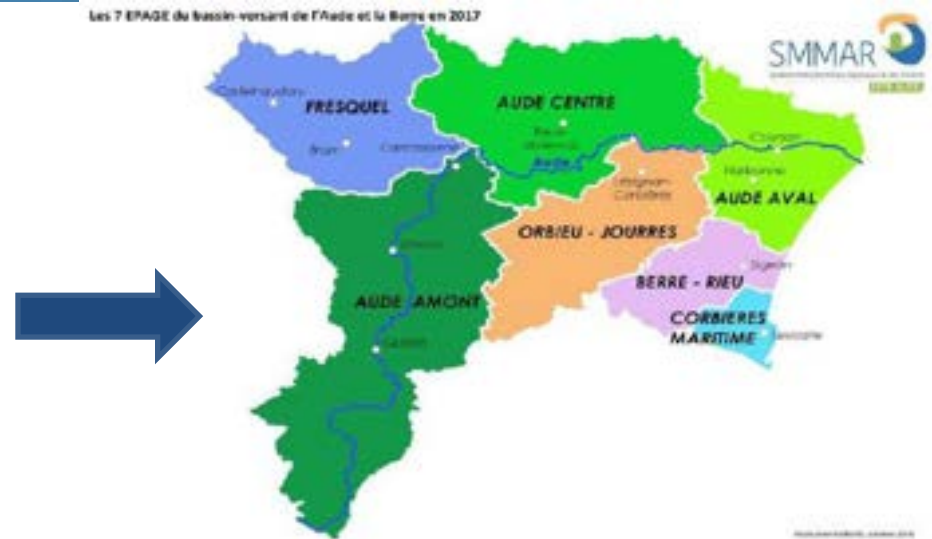 Les 7 EPAGE du bassin-versant de l'Aude et la Berre en 2017
SMMAR
Castelnaudary
FRESQUEL
Bram
Carcassonne
AUDE CENTRE
Aude
Coursan
Narbonne
AUDE AVAL
Lézignan
Corbières
ORBIEU - JOURRES
Limoux
AUDE AMONT
Quillan
BERRE - RIEU
Sigean
CORBIERES
MARITIME
Leucate